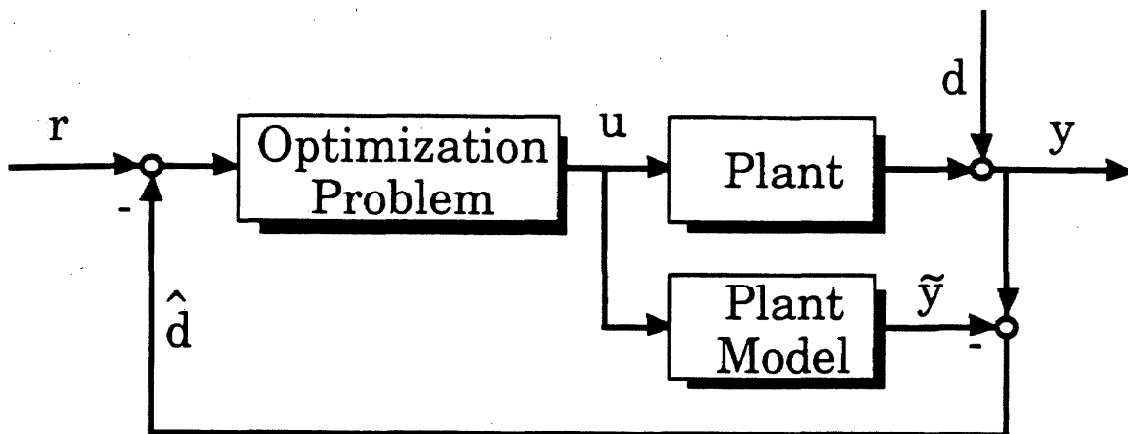 d
r
u
y
Optimization
Problem
Plant
-
d̂
Plant
Model
ỹ
-